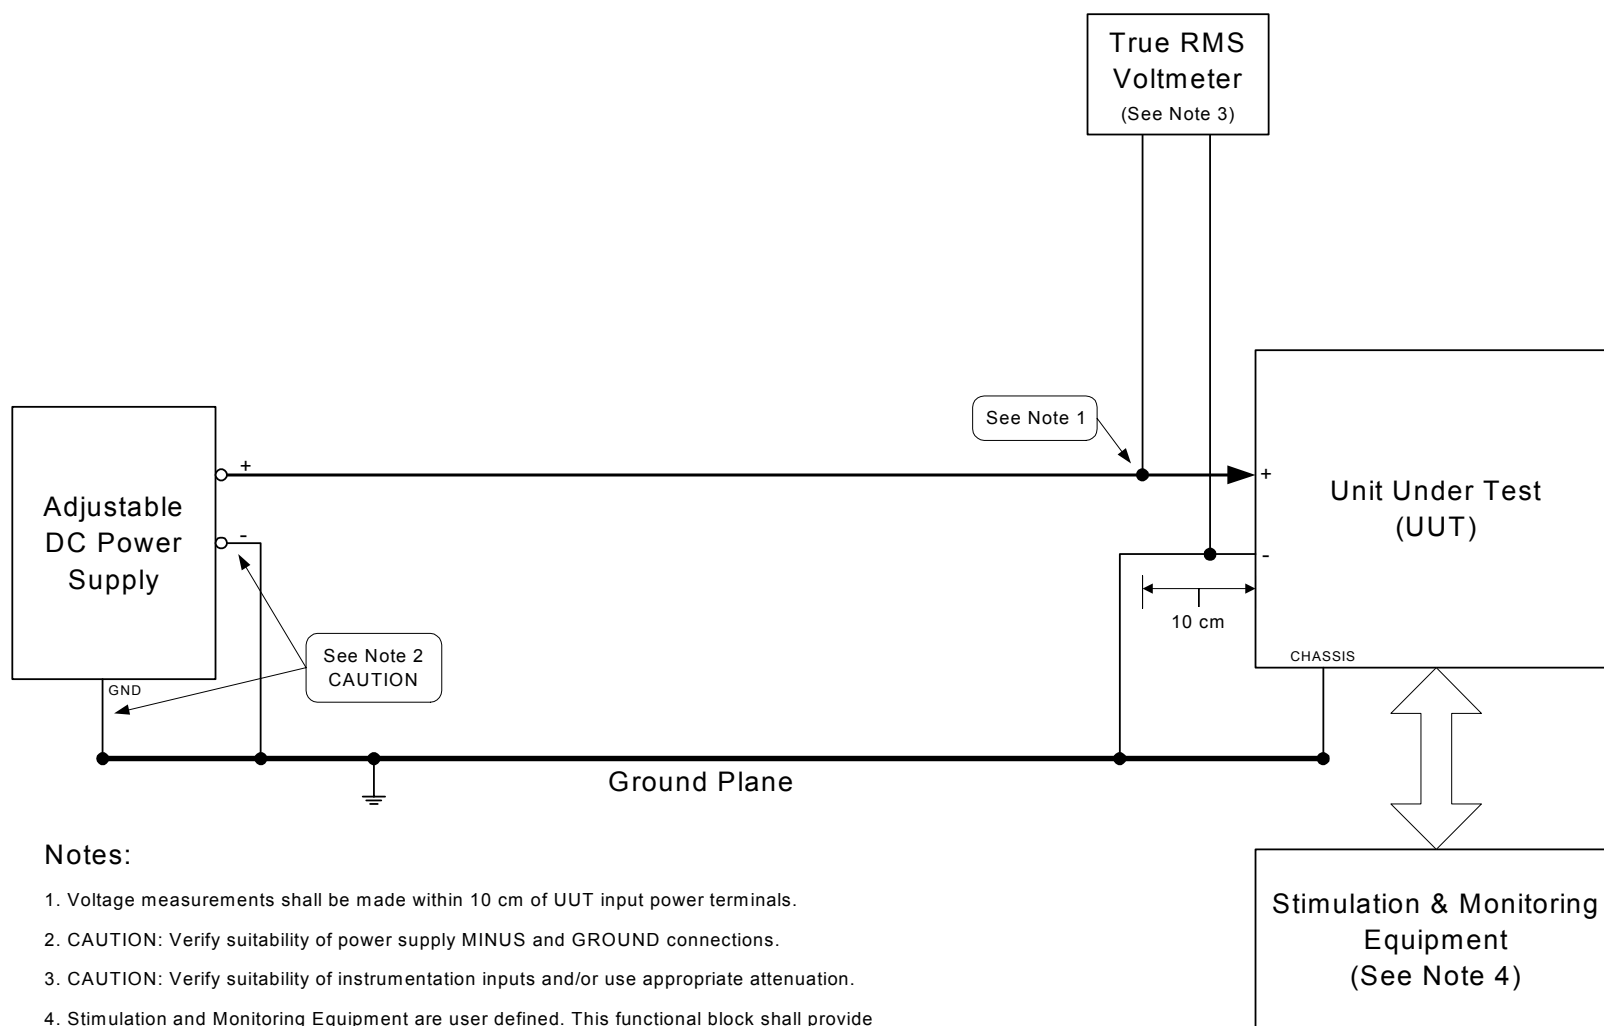 True RMS
Voltmeter
(See Note 3)
See Note 1
+
+
Adjustable
DC Power
Supply
-
Unit Under Test
(UUT)
-
10 cm
See Note 2
CAUTION
CHASSIS
GND
Ground Plane
Notes:
1. Voltage measurements shall be made within 10 cm of UUT input power terminals.
2. CAUTION: Verify suitability of power supply MINUS and GROUND connections.
3. CAUTION: Verify suitability of instrumentation inputs and/or use appropriate attenuation.
4. Stimulation and Monitoring Equipment are user defined. This functional block shall provide
Stimulation & Monitoring
Equipment
(See Note 4)